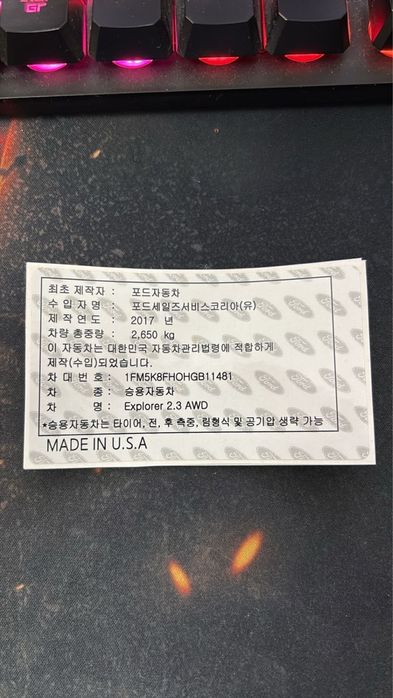 GT
최초 제작자 : 포드자동차
수 입 자 명 : 포드세일즈서비스코리아(유)
제 작 연 도 : 2017 년
차량 총중량 : 2,650 kg
이 자동차는 대한민국 자동차관리법령에 적합하게
제작(수입)되었습니다.
차 대 번 호 : 1FM5K8FHOHGB11481
차 종 : 승용자동차
차 명 : Explorer 2.3 AWD
*승용자동차는 타이어, 전, 후 축중, 림형식 및 공기압 생략 가능
MADE IN U.S.A